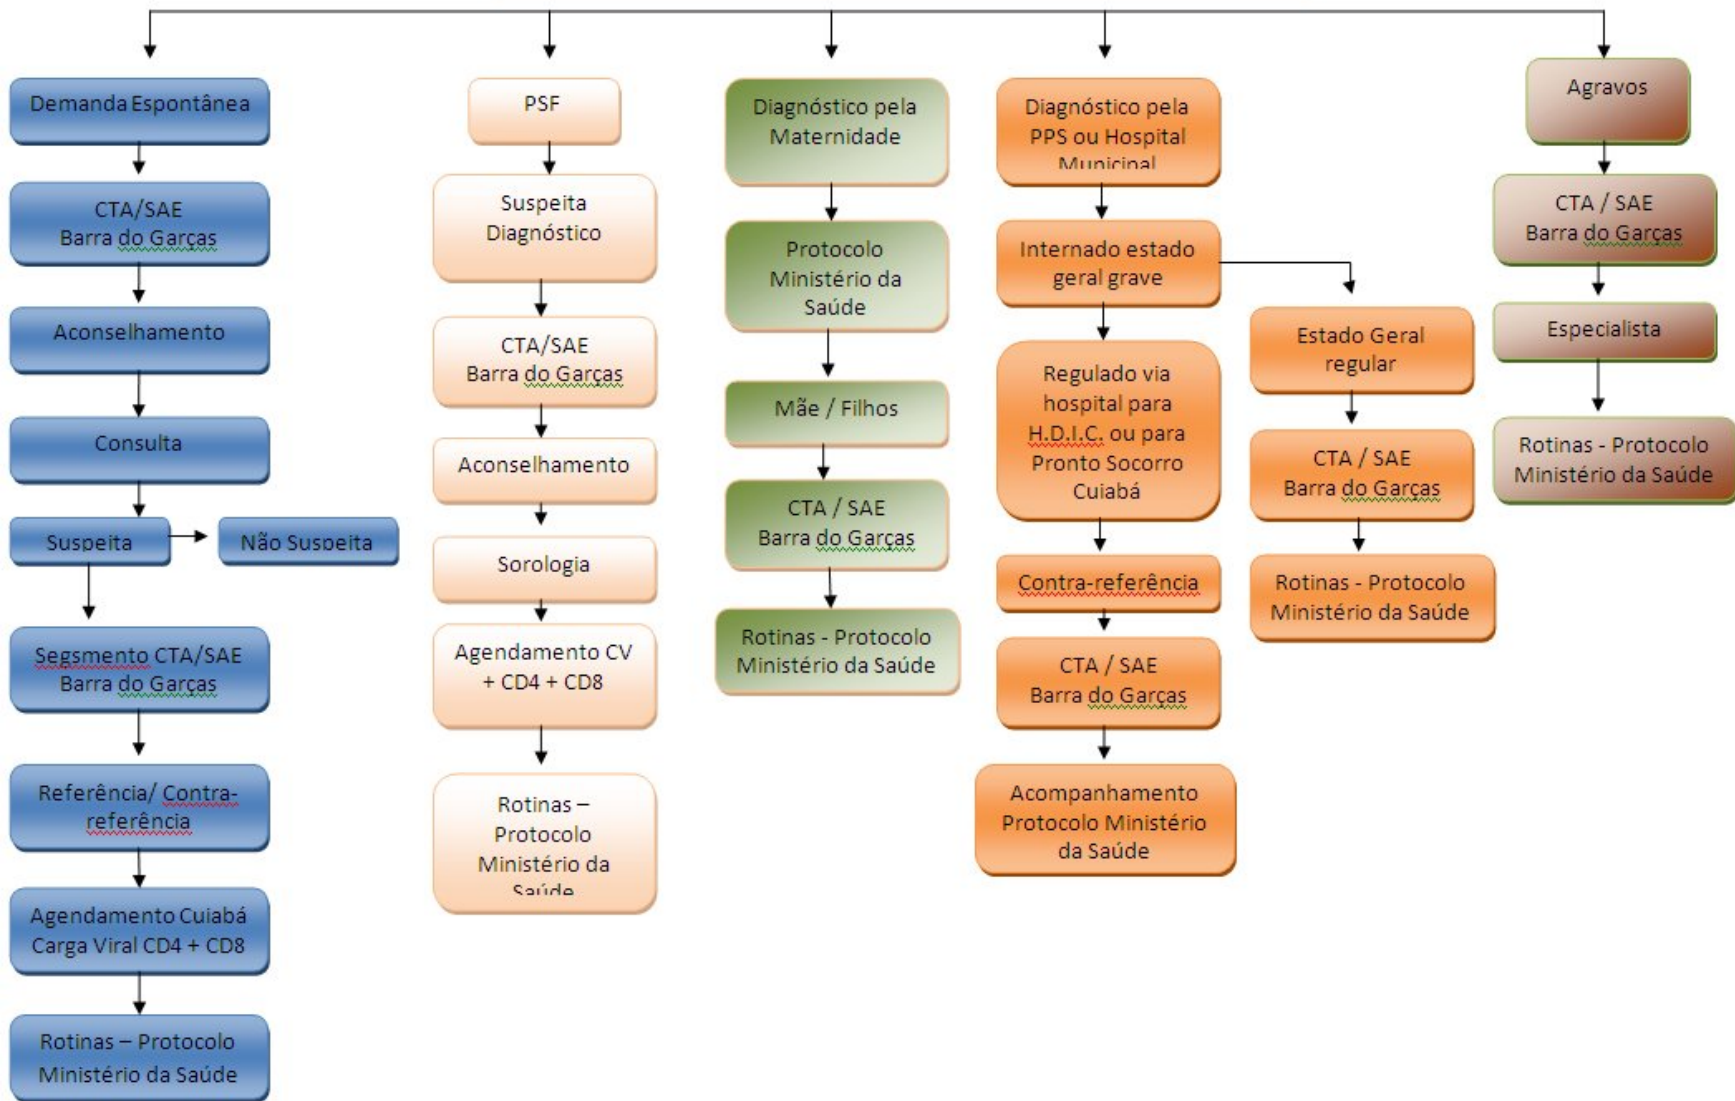 Demanda Espontânea
CTA/SAE
Barra do Garças
Aconselhamento
Consulta
Suspeita
Não Suspeita
Segsmento CTA/SAE
Barra do Garças
Referência/ Contra-
referência
Agendamento Cuiabá
Carga Viral CD4 + CD8
Rotinas – Protocolo
Ministério da Saúde
PSF
Suspeita
Diagnóstico
CTA/SAE
Barra do Garças
Aconselhamento
Sorologia
Agendamento CV
+ CD4 + CD8
Rotinas –
Protocolo
Ministério da
Saúde
Diagnóstico pela
Maternidade
Protocolo
Ministério da
Saúde
Mãe / Filhos
CTA / SAE
Barra do Garças
Rotinas - Protocolo
Ministério da Saúde
Diagnóstico pela
PPS ou Hospital
Municipal
Internado estado
geral grave
Regulado via
hospital para
H.D.I.C. ou para
Pronto Socorro
Cuiabá
Contra-referência
CTA / SAE
Barra do Garças
Acompanhamento
Protocolo Ministério
da Saúde
Estado Geral
regular
CTA / SAE
Barra do Garças
Rotinas - Protocolo
Ministério da Saúde
Agravos
CTA / SAE
Barra do Garças
Especialista
Rotinas - Protocolo
Ministério da Saúde